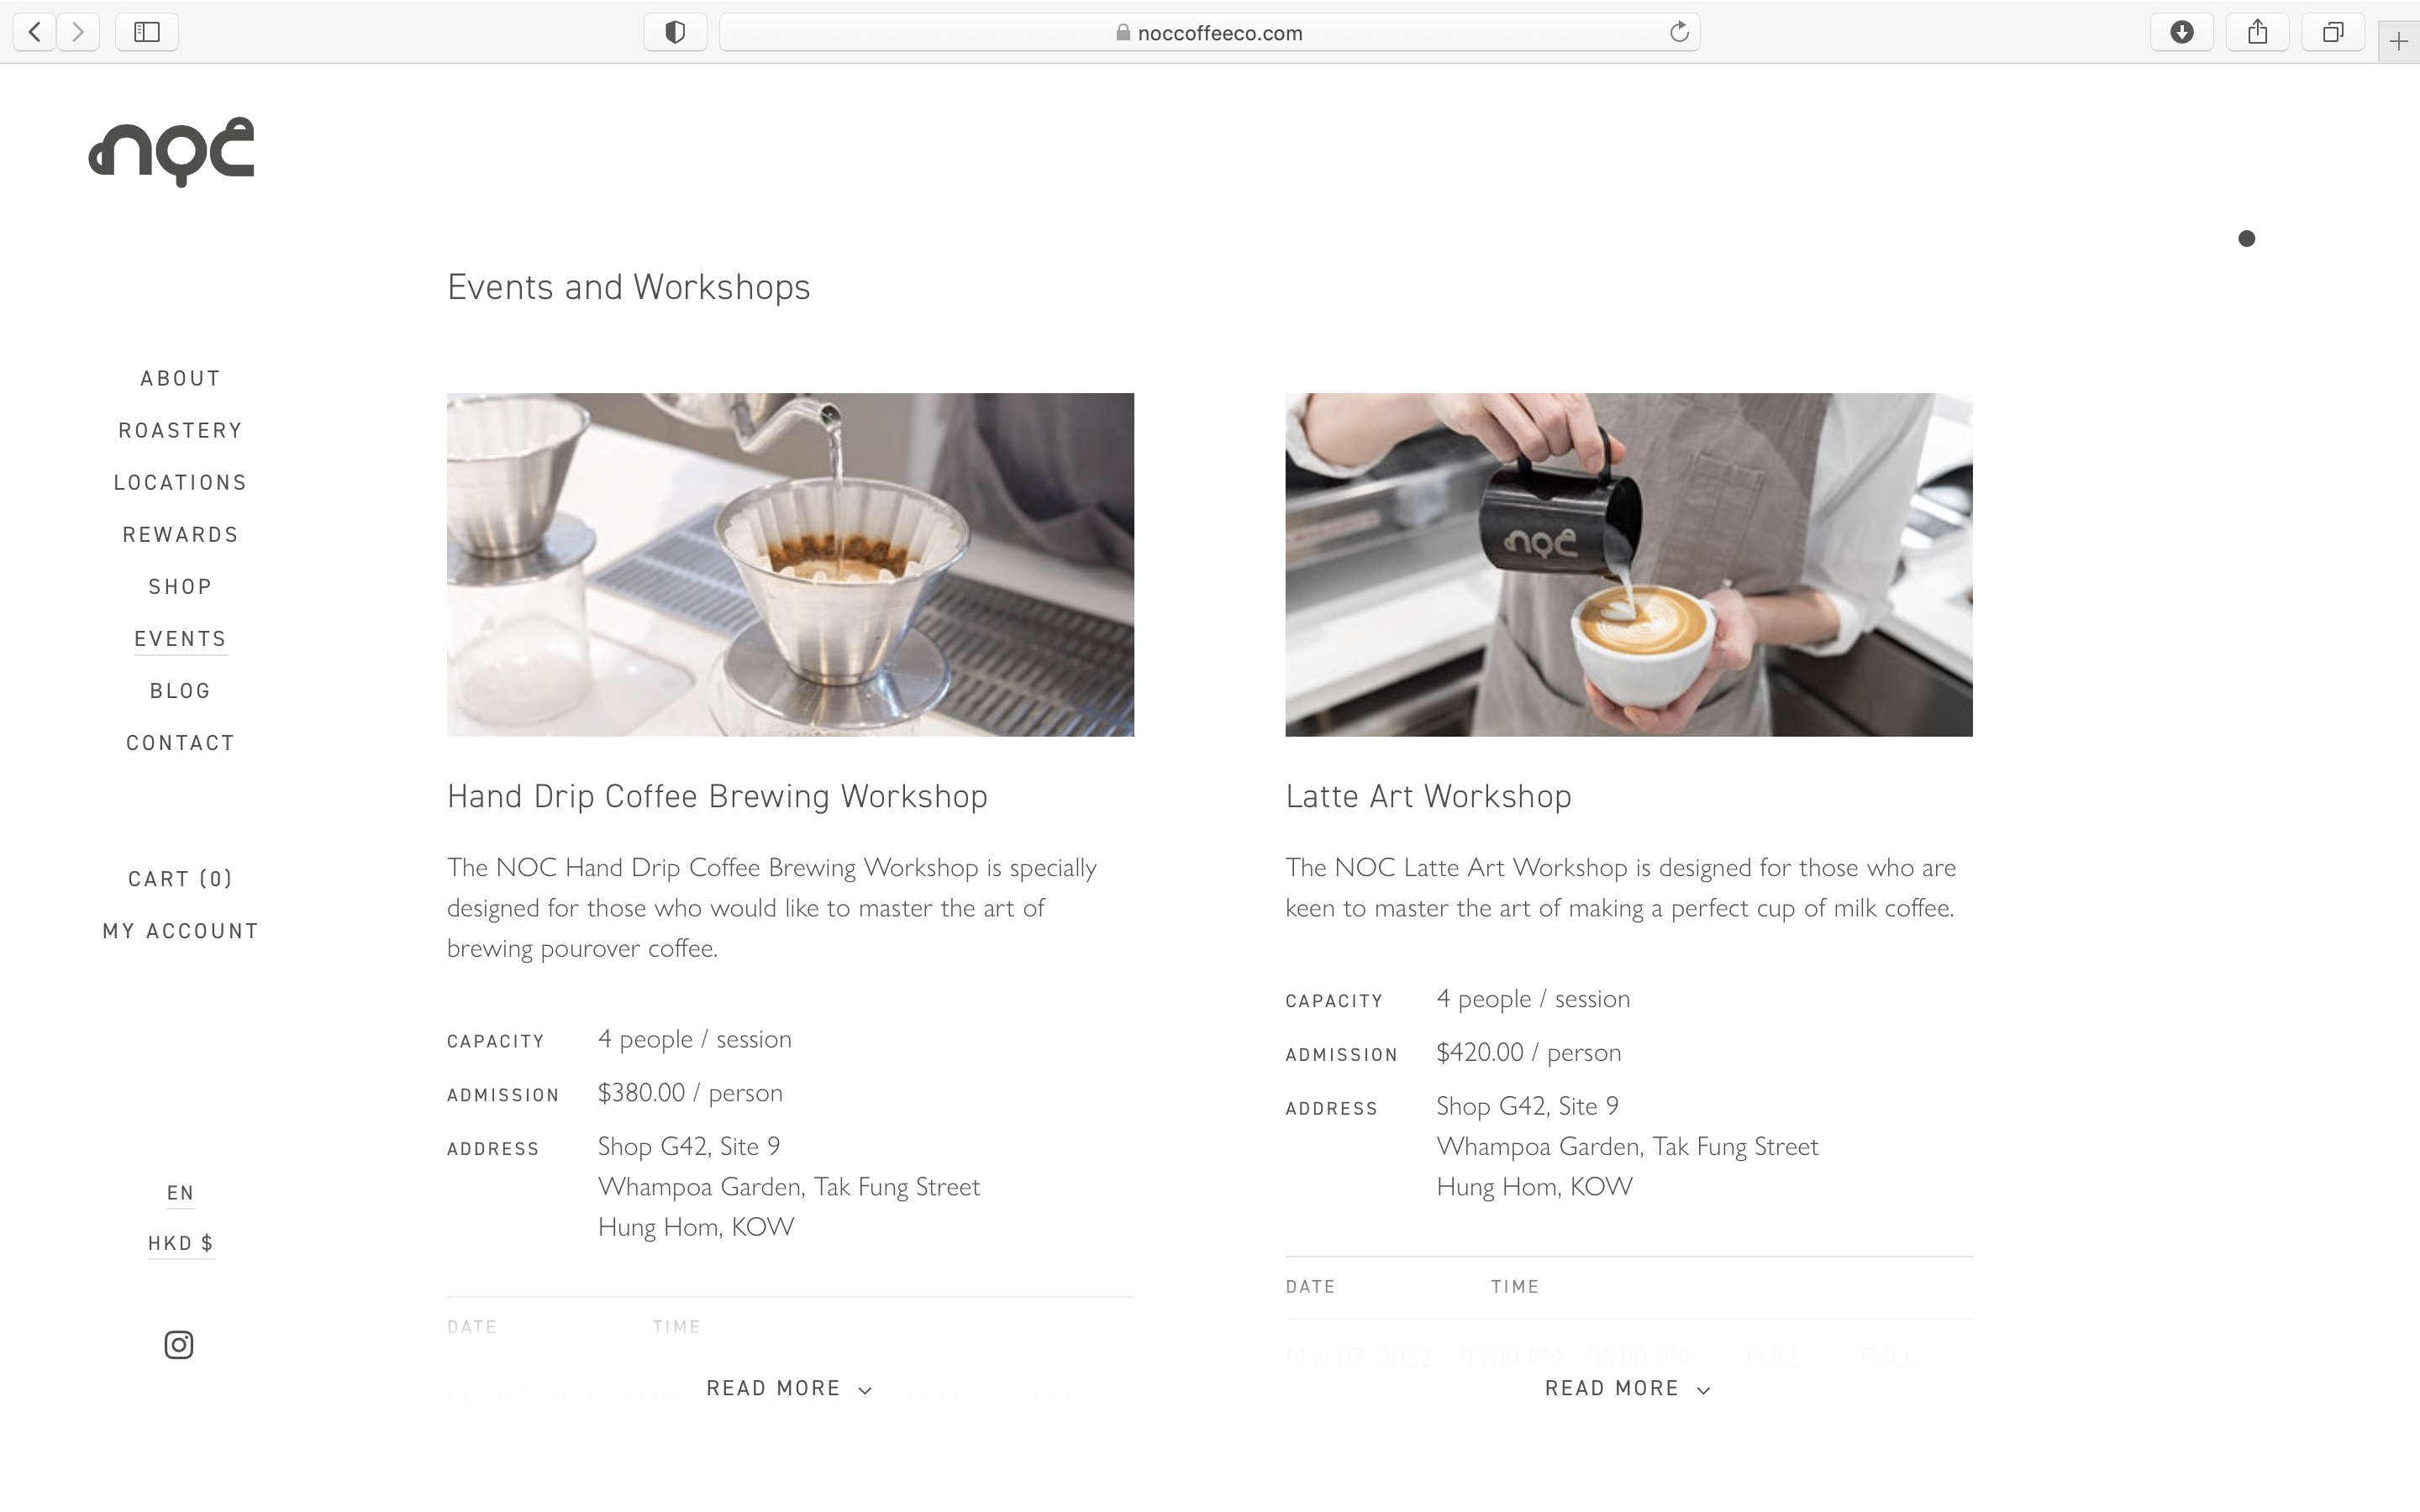 noccoffeeco.com
noc
Events and Workshops
ABOUT
ROASTERY
LOCATIONS
REWARDS
SHOP
EVENTS
BLOG
CONTACT
CART (0)
MY ACCOUNT
EN
HKD $
noc
Hand Drip Coffee Brewing Workshop
The NOC Hand Drip Coffee Brewing Workshop is specially
designed for those who would like to master the art of
brewing pourover coffee.
CAPACITY 4 people / session
ADMISSION $380.00 / person
ADDRESS Shop G42, Site 9
Whampoa Garden, Tak Fung Street
Hung Hom, KOW
DATE TIME
READ MORE
Latte Art Workshop
The NOC Latte Art Workshop is designed for those who are
keen to master the art of making a perfect cup of milk coffee.
CAPACITY 4 people / session
ADMISSION $420.00 / person
ADDRESS Shop G42, Site 9
Whampoa Garden, Tak Fung Street
Hung Hom, KOW
DATE TIME
May 07, 2022 03:00 PM - 05:00 PM FULL FULL
READ MORE